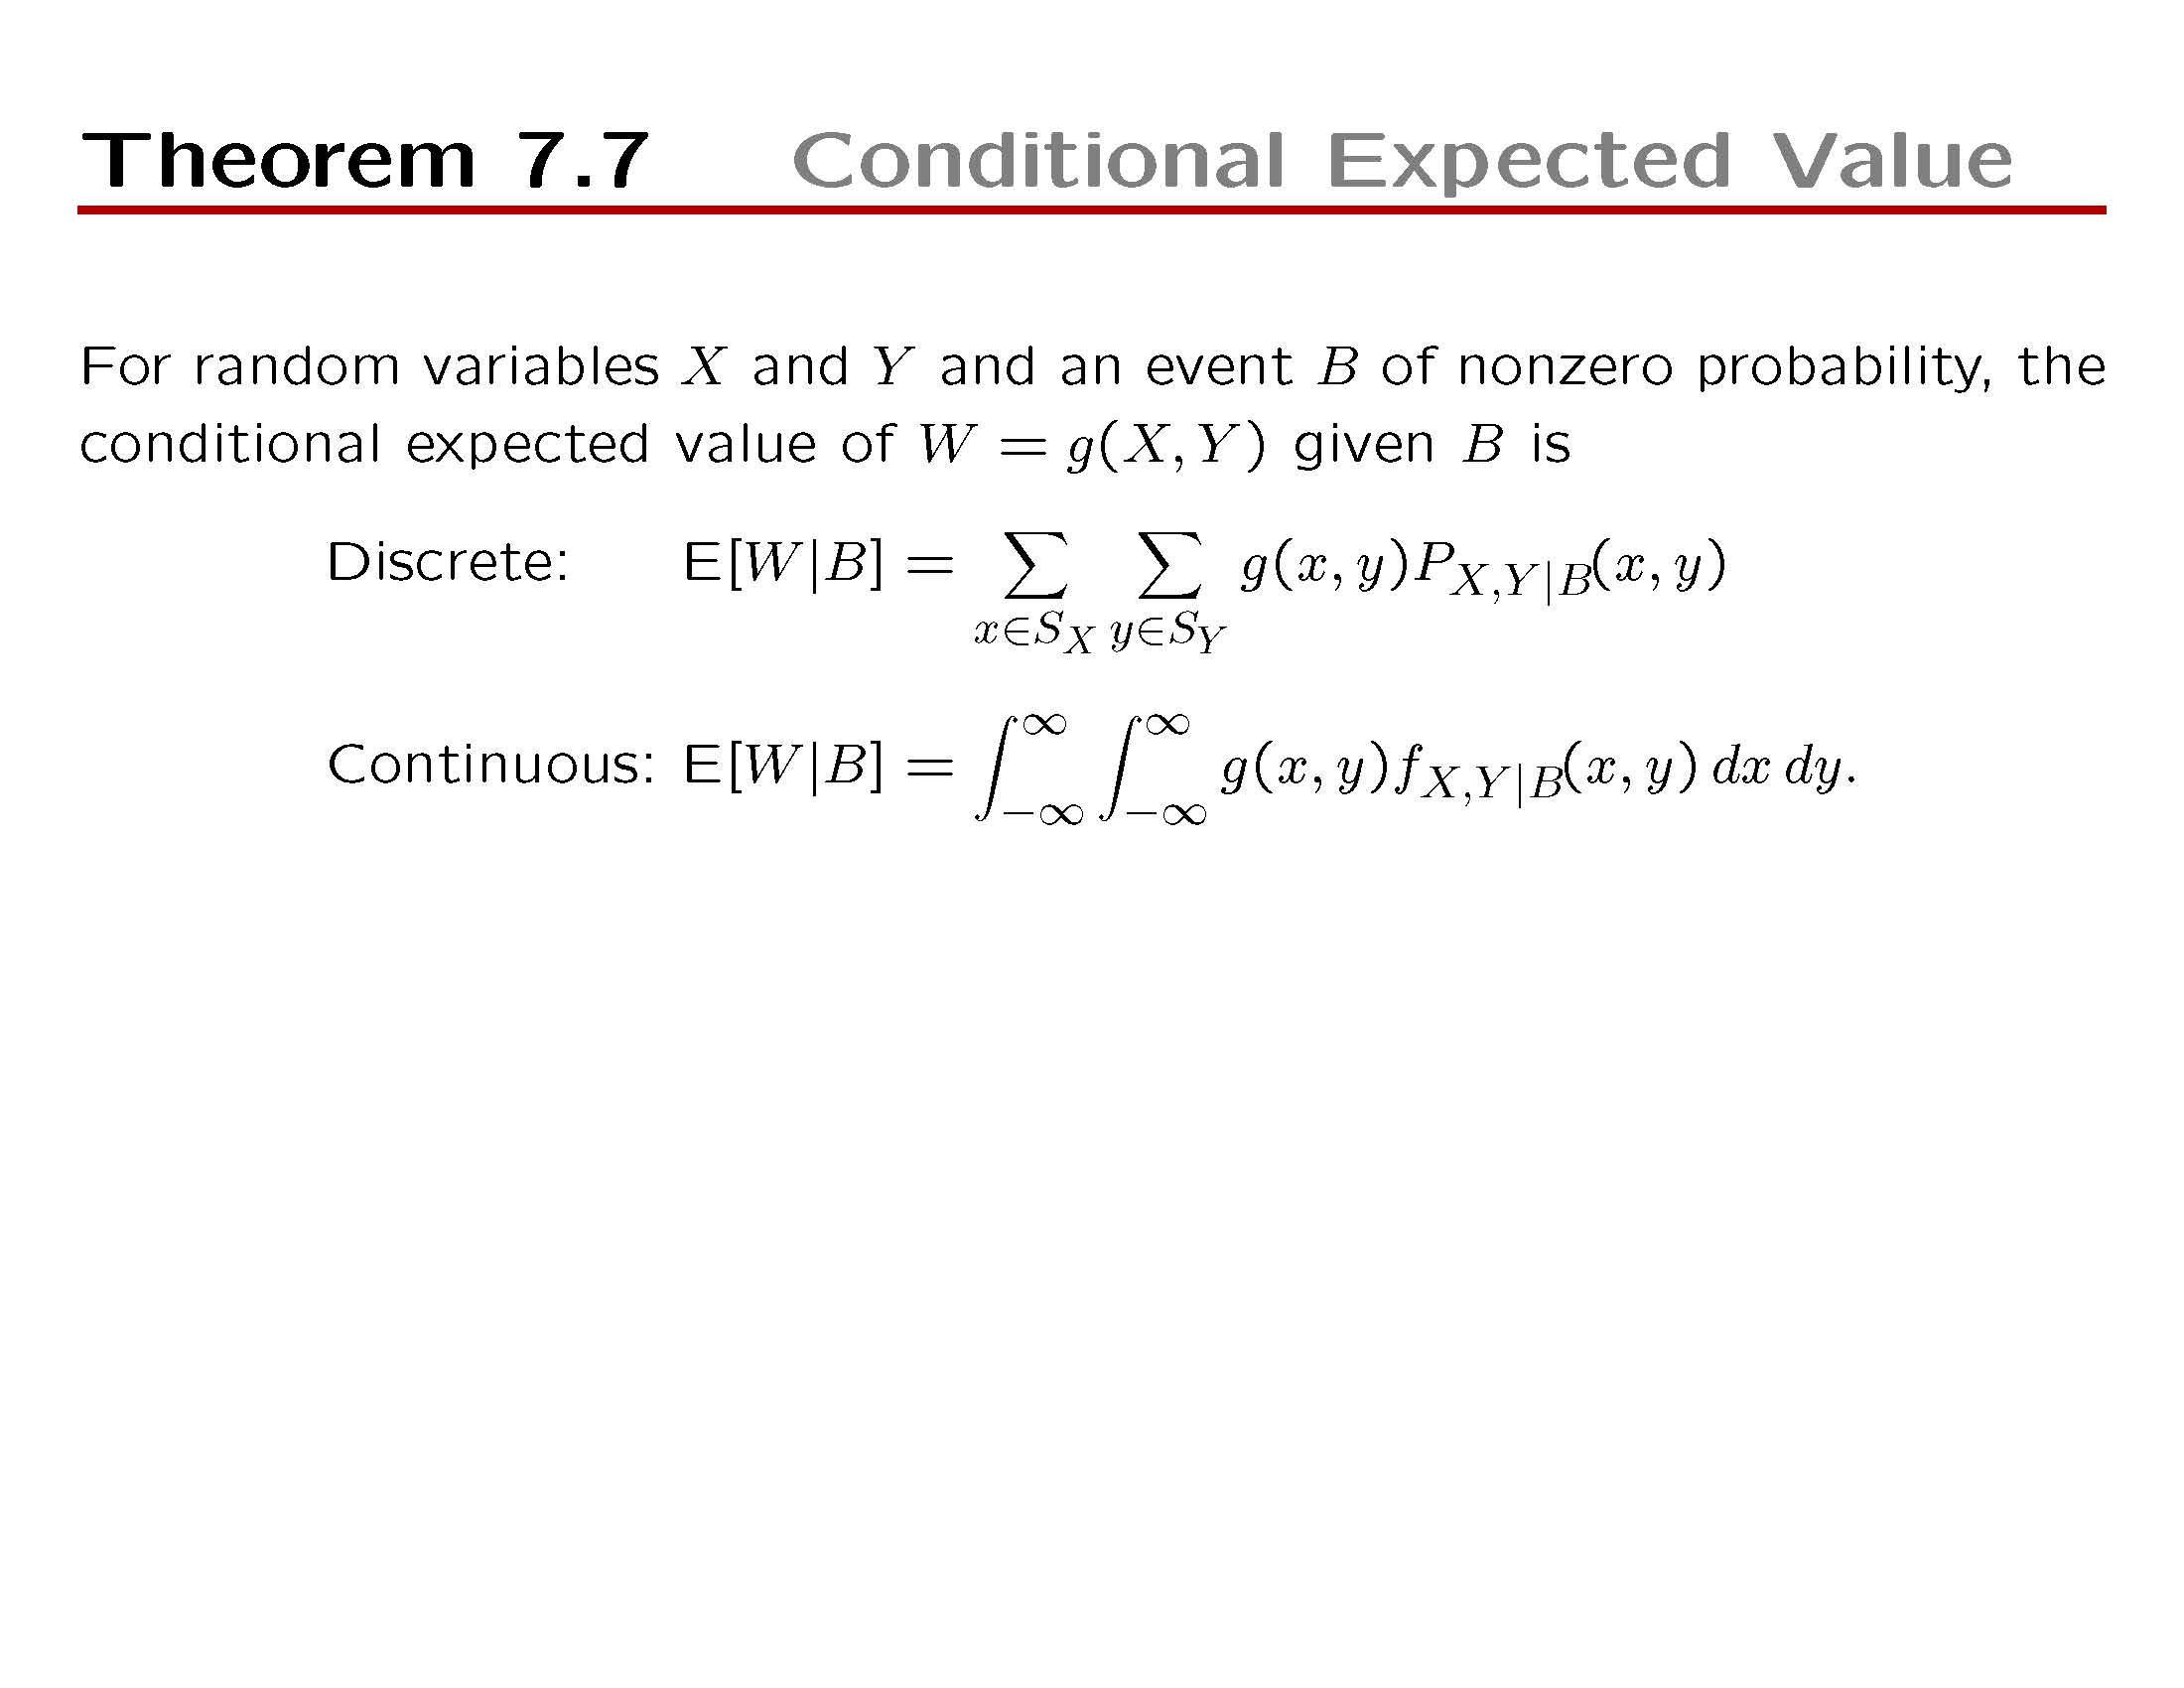 Theorem 7.7 Conditional Expected Value
For random variables X and Y and an event B of nonzero probability, the
conditional expected value of W = g(X, Y) given B is
Discrete: E[W|B] = ∑_{x∈S_X} ∑_{y∈S_Y} g(x, y)P_{X,Y|B}(x, y)
Continuous: E[W|B] = ∫_{−∞}^{∞} ∫_{−∞}^{∞} g(x, y)f_{X,Y|B}(x, y) dx dy.